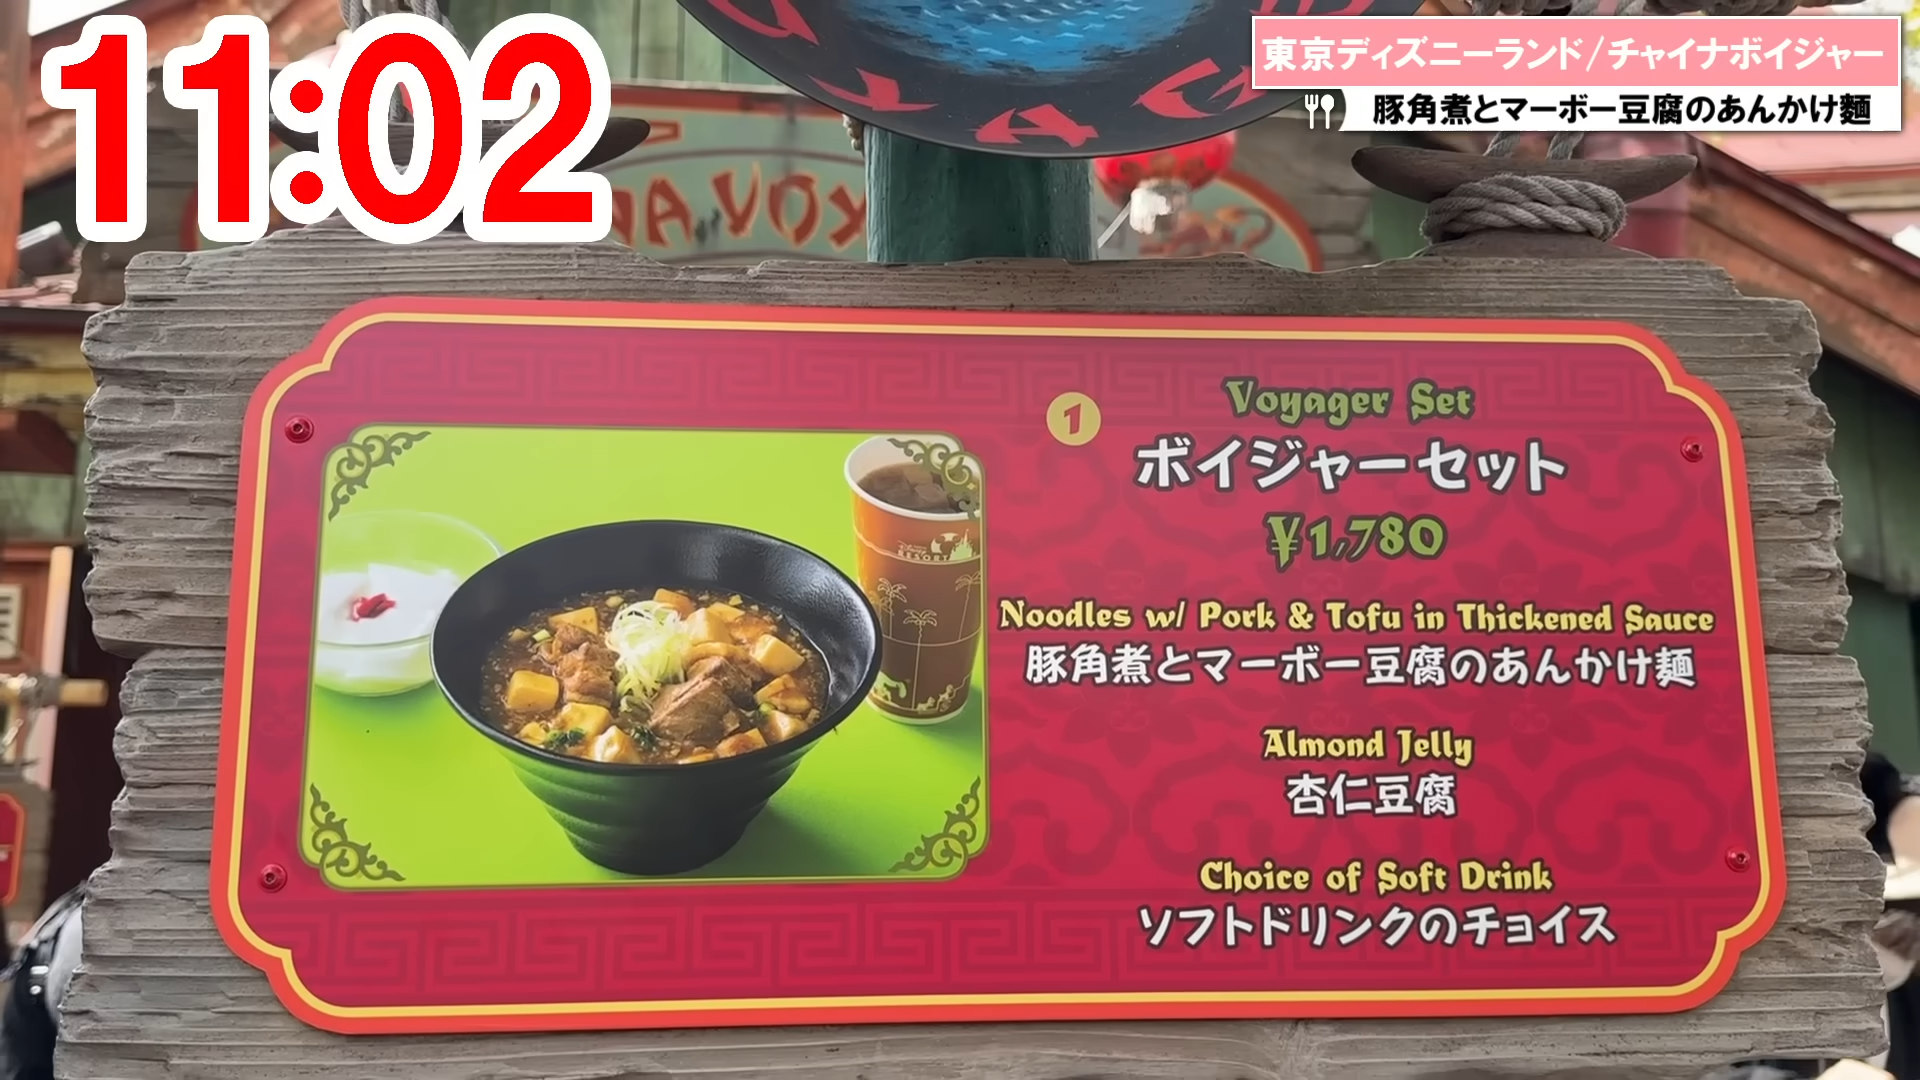 11:02
東京ディズニーランド/チャイナボイジャー
豚角煮とマーボー豆腐のあんかけ麺
NA VOY
1
Voyager Set
ボイジャーセット
¥1,780
Noodles w/ Pork & Tofu in Thickened Sauce
豚角煮とマーボー豆腐のあんかけ麺
Almond Jelly
杏仁豆腐
Choice of Soft Drink
ソフトドリンクのチョイス
RESORT